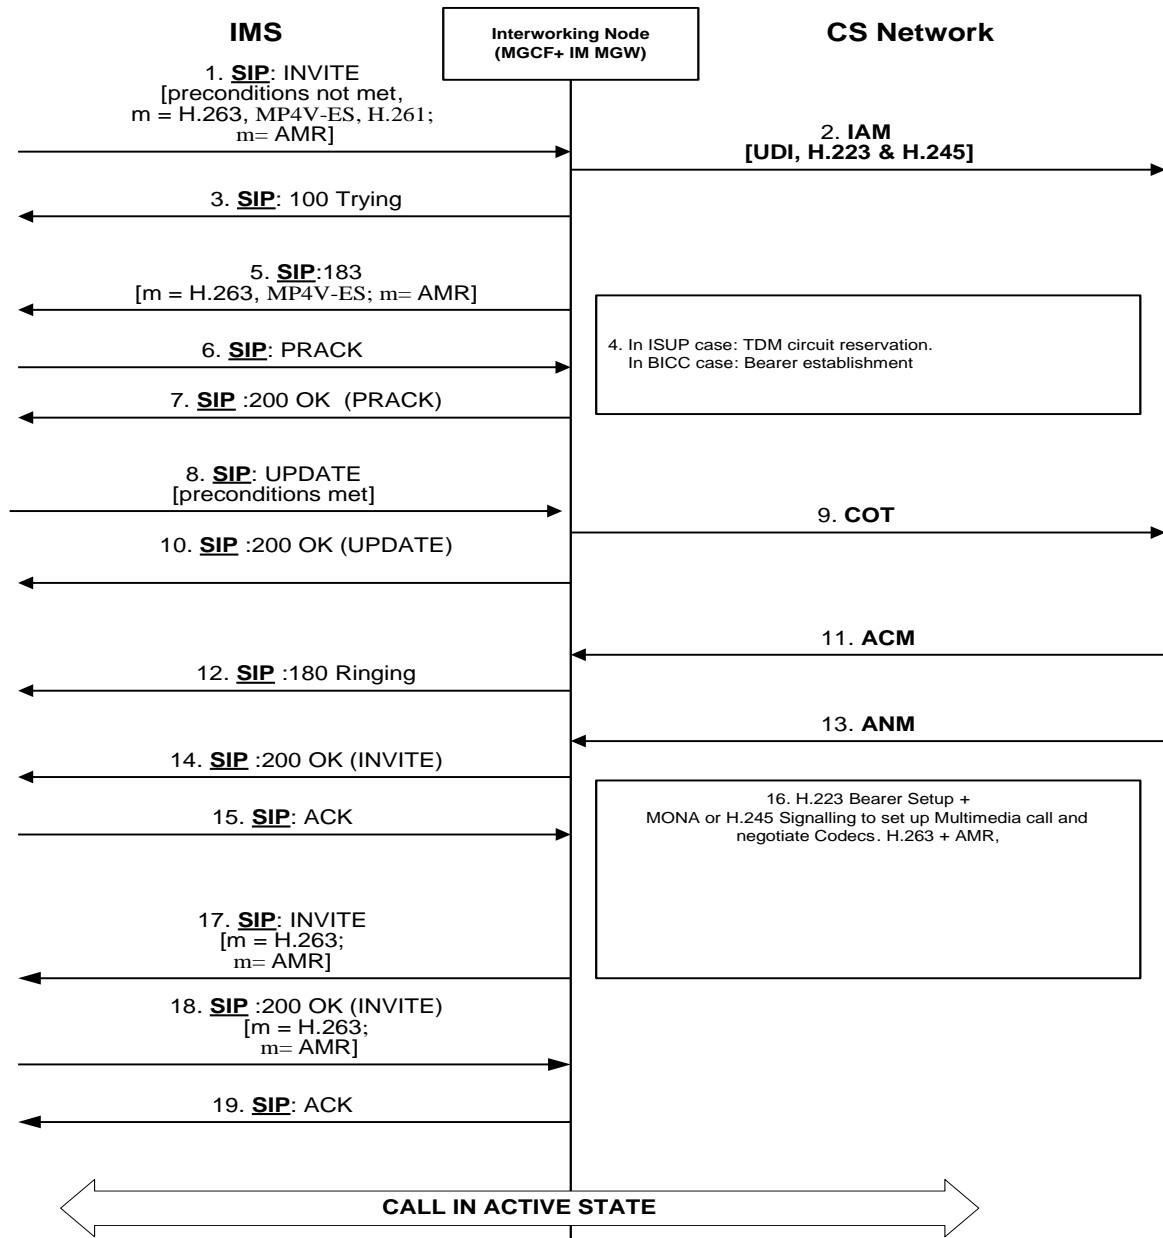 IMS
Interworking Node
(MGCF+ IM MGW)
CS Network
1. SIP: INVITE
[preconditions not met,
m = H.263, MP4V-ES, H.261;
m= AMR]
2. IAM
[UDI, H.223 & H.245]
3. SIP: 100 Trying
5. SIP:183
[m = H.263, MP4V-ES; m= AMR]
4. In ISUP case: TDM circuit reservation.
In BICC case: Bearer establishment
6. SIP: PRACK
7. SIP :200 OK (PRACK)
8. SIP: UPDATE
[preconditions met]
9. COT
10. SIP :200 OK (UPDATE)
11. ACM
12. SIP :180 Ringing
13. ANM
14. SIP :200 OK (INVITE)
15. SIP: ACK
16. H.223 Bearer Setup +
MONA or H.245 Signalling to set up Multimedia call and
negotiate Codecs. H.263 + AMR,
17. SIP: INVITE
[m = H.263;
m= AMR]
18. SIP :200 OK (INVITE)
[m = H.263;
m= AMR]
19. SIP: ACK
CALL IN ACTIVE STATE